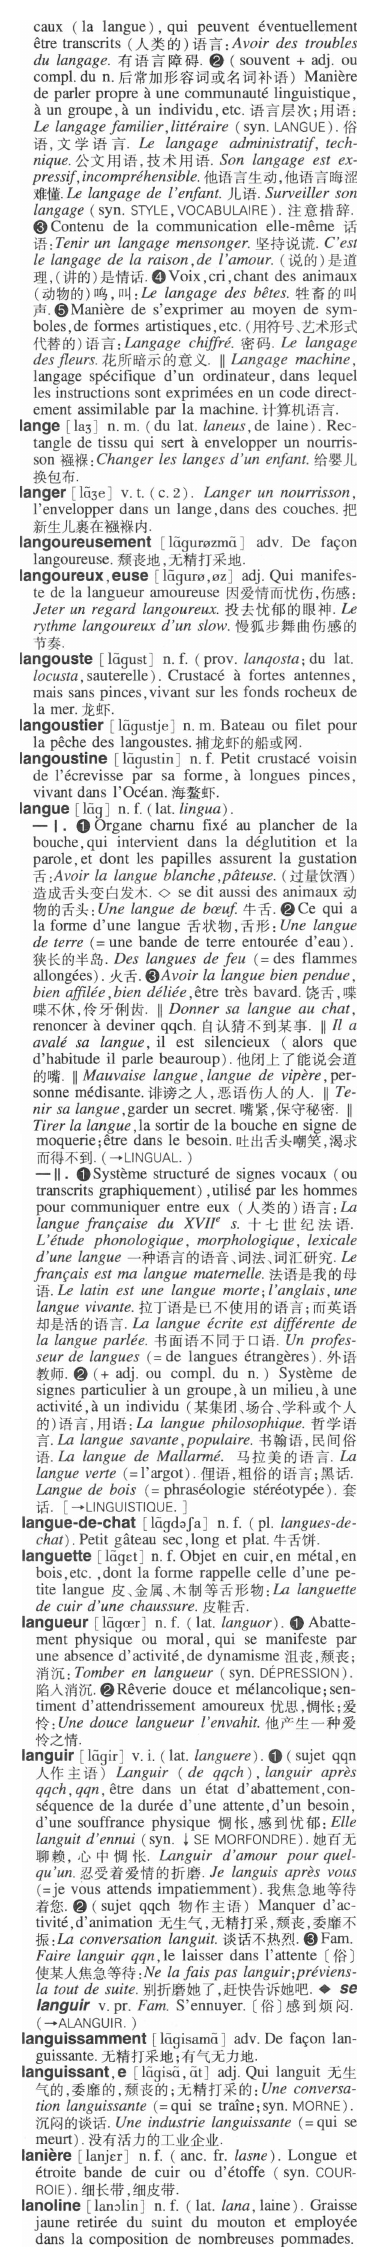 caux (la langue), qui peuvent éventuellement
être transcrits (人类的)语言:Avoir des troubles
du langage. 有语言障碍. ❷ (souvent + adj. ou
compl. du n. 后常加形容词或名词补语) Manière
de parler propre à une communauté linguistique,
à un groupe, à un individu, etc. 语言层次;用语:
Le langage familier, littéraire (syn. LANGUE). 俗
语,文学语言. Le langage administratif, tech-
nique. 公文用语,技术用语. Son langage est ex-
pressif, incompréhensible. 他语言生动,他语言晦涩
难懂. Le langage de l'enfant. 儿语. Surveiller son
langage (syn. STYLE, VOCABULAIRE). 注意措辞.
❸ Contenu de la communication elle-même 话
语:Tenir un langage mensonger. 坚持说谎. C'est
le langage de la raison, de l'amour. (说的)是道
理,(讲的)是情话. ❹ Voix, cri, chant des animaux
(动物的)鸣,叫:Le langage des bêtes. 牲畜的叫
声. ❺ Manière de s'exprimer au moyen de sym-
boles, de formes artistiques, etc. (用符号、艺术形式
代替的)语言:Langage chiffré. 密码. Le langage
des fleurs. 花所暗示的意义. ‖ Langage machine,
langage spécifique d'un ordinateur, dans lequel
les instructions sont exprimées en un code direct-
ement assimilable par la machine. 计算机语言.
lange [lɑ̃ʒ] n. m. (du lat. laneus, de laine). Rec-
tangle de tissu qui sert à envelopper un nourris-
son 襁褓:Changer les langes d'un enfant. 给婴儿
换包布.
langer [lɑ̃ʒe] v. t. (c. 2). Langer un nourrisson,
l'envelopper dans un lange, dans des couches. 把
新生儿裹在襁褓内.
langoureusement [lɑ̃gurøzmɑ̃] adv. De façon
langoureuse. 颓丧地,无精打采地.
langoureux, euse [lɑ̃gurø, øz] adj. Qui manifes-
te de la langueur amoureuse 因爱情而忧伤,伤感:
Jeter un regard langoureux. 投去忧郁的眼神. Le
rythme langoureux d'un slow. 慢狐步舞曲伤感的
节奏.
langouste [lɑ̃gust] n. f. (prov. lanqosta; du lat.
locusta, sauterelle). Crustacé à fortes antennes,
mais sans pinces, vivant sur les fonds rocheux de
la mer. 龙虾.
langoustier [lɑ̃gustje] n. m. Bateau ou filet pour
la pêche des langoustes. 捕龙虾的船或网.
langoustine [lɑ̃gustin] n. f. Petit crustacé voisin
de l'écrevisse par sa forme, à longues pinces,
vivant dans l'Océan. 海螯虾.
langue [lɑ̃g] n. f. (lat. lingua).
— I. ❶ Organe charnu fixé au plancher de la
bouche, qui intervient dans la déglutition et la
parole, et dont les papilles assurent la gustation
舌:Avoir la langue blanche, pâteuse. (过量饮酒)
造成舌头变白发木. ◇ se dit aussi des animaux 动
物的舌头:Une langue de bœuf. 牛舌. ❷ Ce qui a
la forme d'une langue 舌状物,舌形:Une langue
de terre (= une bande de terre entourée d'eau).
狭长的半岛. Des langues de feu (= des flammes
allongées). 火舌. ❸ Avoir la langue bien pendue,
bien affilée, bien déliée, être très bavard. 饶舌,喋
喋不休,伶牙俐齿. ‖ Donner sa langue au chat,
renoncer à deviner qqch. 自认猜不到某事. ‖ Il a
avalé sa langue, il est silencieux (alors que
d'habitude il parle beauroup). 他闭上了能说会道
的嘴. ‖ Mauvaise langue, langue de vipère, per-
sonne médisante. 诽谤之人,恶语伤人的人. ‖ Te-
nir sa langue, garder un secret. 嘴紧,保守秘密. ‖
Tirer la langue, la sortir de la bouche en signe de
moquerie; être dans le besoin. 吐出舌头嘲笑,渴求
而得不到. (→LINGUAL.)
— II. ❶ Système structuré de signes vocaux (ou
transcrits graphiquement), utilisé par les hommes
pour communiquer entre eux (人类的)语言:La
langue française du XVIIe s. 十七世纪法语.
L'étude phonologique, morphologique, lexicale
d'une langue 一种语言的语音、词法、词汇研究. Le
français est ma langue maternelle. 法语是我的母
语. Le latin est une langue morte; l'anglais, une
langue vivante. 拉丁语是已不使用的语言;而英语
却是活的语言. La langue écrite est différente de
la langue parlée. 书面语不同于口语. Un profes-
seur de langues (= de langues étrangères). 外语
教师. ❷ (+ adj. ou compl. du n.) Système de
signes particulier à un groupe, à un milieu, à une
activité, à un individu (某集团、场合、学科或个人
的)语言,用语:La langue philosophique. 哲学语
言. La langue savante, populaire. 书翰语,民间俗
语. La langue de Mallarmé. 马拉美的语言. La
langue verte (= l'argot). 俚语,粗俗的语言;黑话.
Langue de bois (= phraséologie stéréotypée). 套
话. [→LINGUISTIQUE.]
langue-de-chat [lɑ̃gdəʃa] n. f. (pl. langues-de-
chat). Petit gâteau sec, long et plat. 牛舌饼.
languette [lɑ̃gɛt] n. f. Objet en cuir, en métal, en
bois, etc., dont la forme rappelle celle d'une pe-
tite langue 皮、金属、木制等舌形物:La languette
de cuir d'une chaussure. 皮鞋舌.
langueur [lɑ̃gœr] n. f. (lat. languor). ❶ Abatte-
ment physique ou moral, qui se manifeste par
une absence d'activité, de dynamisme 沮丧,颓丧;
消沉:Tomber en langueur (syn. DÉPRESSION).
陷入消沉. ❷ Rêverie douce et mélancolique; sen-
timent d'attendrissement amoureux 忧思,惆怅;爱
怜:Une douce langueur l'envahit. 他产生一种爱
怜之情.
languir [lɑ̃gir] v. i. (lat. languere). ❶ (sujet qqn
人作主语) Languir (de qqch), languir après
qqch, qqn, être dans un état d'abattement, con-
séquence de la durée d'une attente, d'un besoin,
d'une souffrance physique 惆怅,感到忧郁:Elle
languit d'ennui (syn. ↓SE MORFONDRE). 她百无
聊赖,心中惆怅. Languir d'amour pour quel-
qu'un. 忍受着爱情的折磨. Je languis après vous
(= je vous attends impatiemment). 我焦急地等待
着您. ❷ (sujet qqch 物作主语) Manquer d'ac-
tivité, d'animation 无生气,无精打采,颓丧,委靡不
振:La conversation languit. 谈话不热烈. ❸ Fam.
Faire languir qqn, le laisser dans l'attente [俗]
使某人焦急等待:Ne la fais pas languir; préviens-
la tout de suite. 别折磨她了,赶快告诉她吧. ◆ se
languir v. pr. Fam. S'ennuyer. [俗]感到烦闷.
(→ALANGUIR.)
languissamment [lɑ̃gisamɑ̃] adv. De façon lan-
guissante. 无精打采地;有气无力地.
languissant, e [lɑ̃gisɑ̃, ɑ̃t] adj. Qui languit 无生
气的,委靡的,颓丧的;无精打采的:Une conversa-
tion languissante (= qui se traîne; syn. MORNE).
沉闷的谈话. Une industrie languissante (= qui se
meurt). 没有活力的工业企业.
lanière [lanjɛr] n. f. (anc. fr. lasne). Longue et
étroite bande de cuir ou d'étoffe (syn. COUR-
ROIE). 细长带,细皮带.
lanoline [lanɔlin] n. f. (lat. lana, laine). Graisse
jaune retirée du suint du mouton et employée
dans la composition de nombreuses pommades.